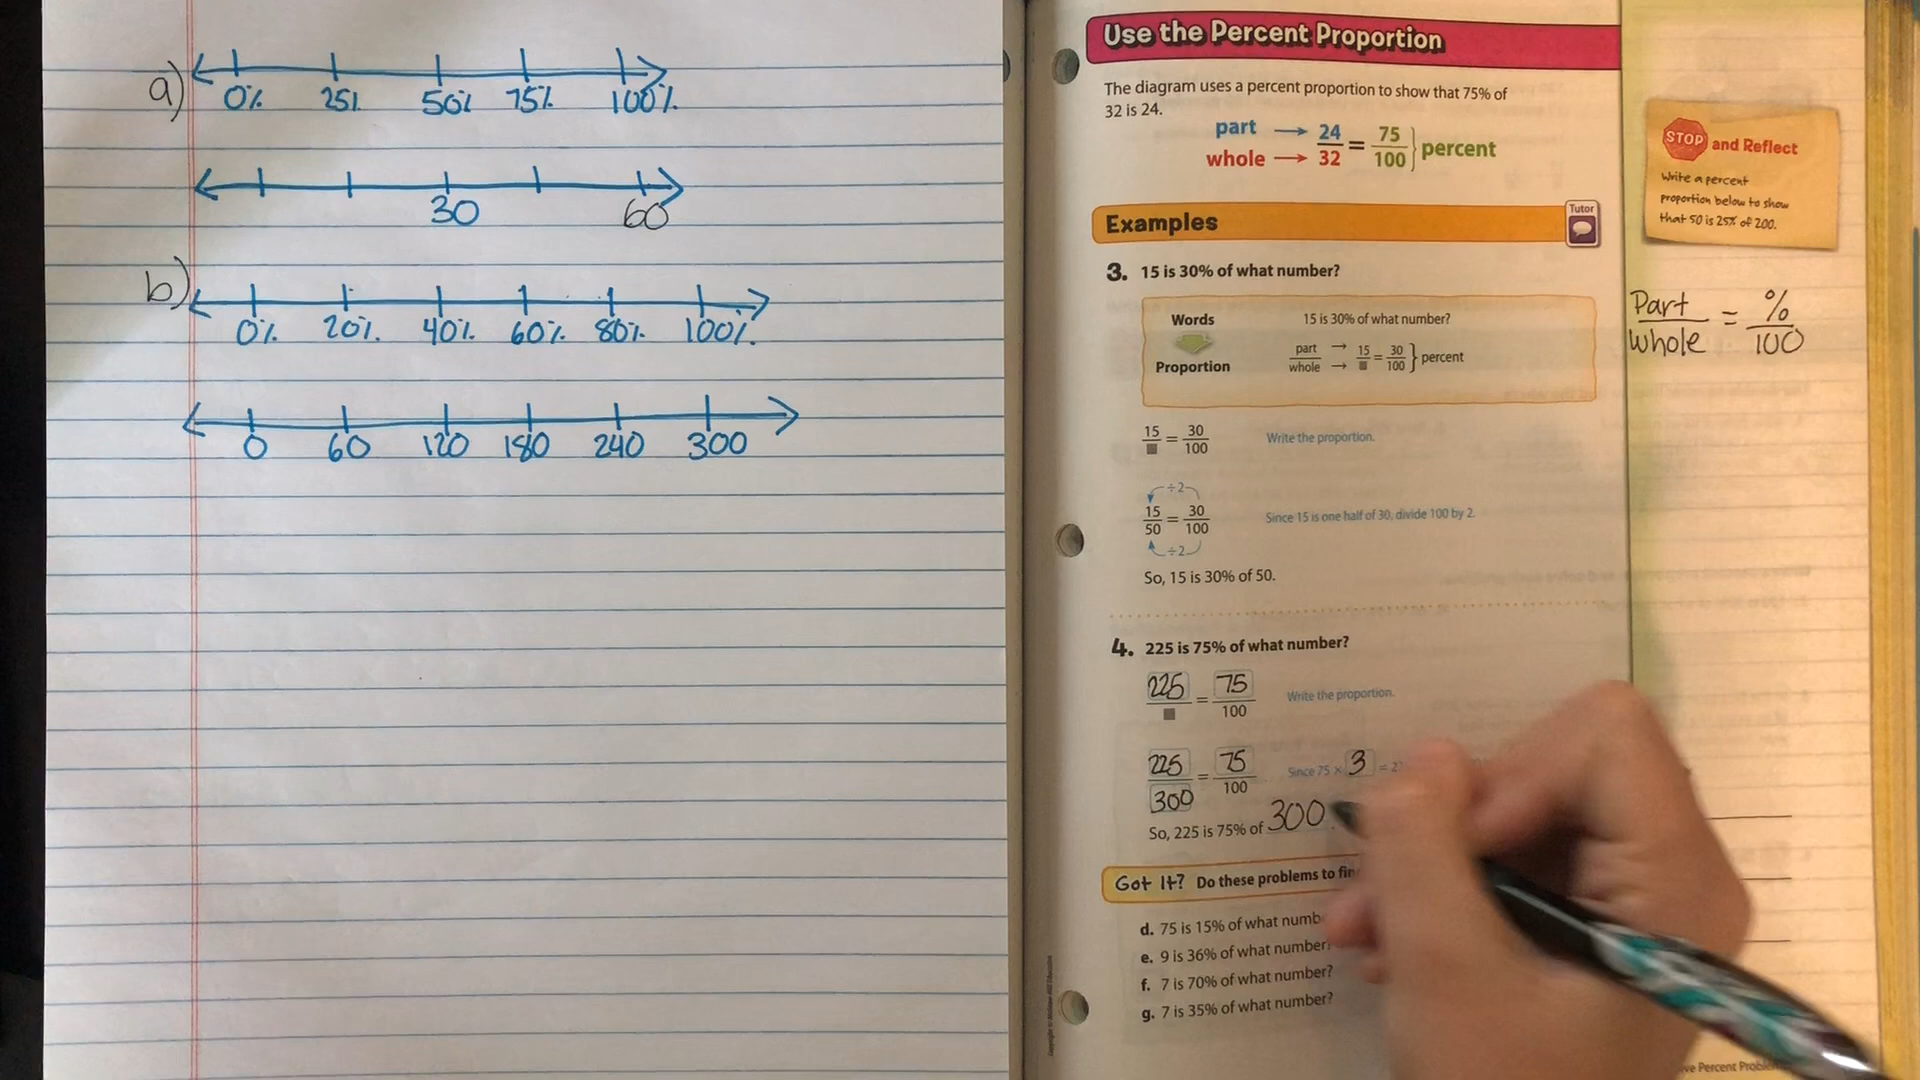 a)
0% 25% 50% 75% 100%
30 60
b)
0% 20% 40% 60% 80% 100%
0 60 120 180 240 300
Use the Percent Proportion
The diagram uses a percent proportion to show that 75% of
32 is 24.
part → 24 = 75 } percent
whole → 32 100
Examples
Tutor
3. 15 is 30% of what number?
Words 15 is 30% of what number?
Proportion part → 15 = 30 } percent
whole → ■ 100
15 = 30 Write the proportion.
■ 100
÷2
15 = 30 Since 15 is one half of 30, divide 100 by 2.
50 100
÷2
So, 15 is 30% of 50.
4. 225 is 75% of what number?
225 = 75 Write the proportion.
■ 100
225 = 75 Since 75 × 3 =
300 100
So, 225 is 75% of 300.
Got It? Do these problems to
d. 75 is 15% of what
e. 9 is 36% of what number?
f. 7 is 70% of what number?
g. 7 is 35% of what number?
STOP and Reflect
Write a percent
proportion below to show
that 50 is 25% of 200.
Part = %
Whole 100
Percent